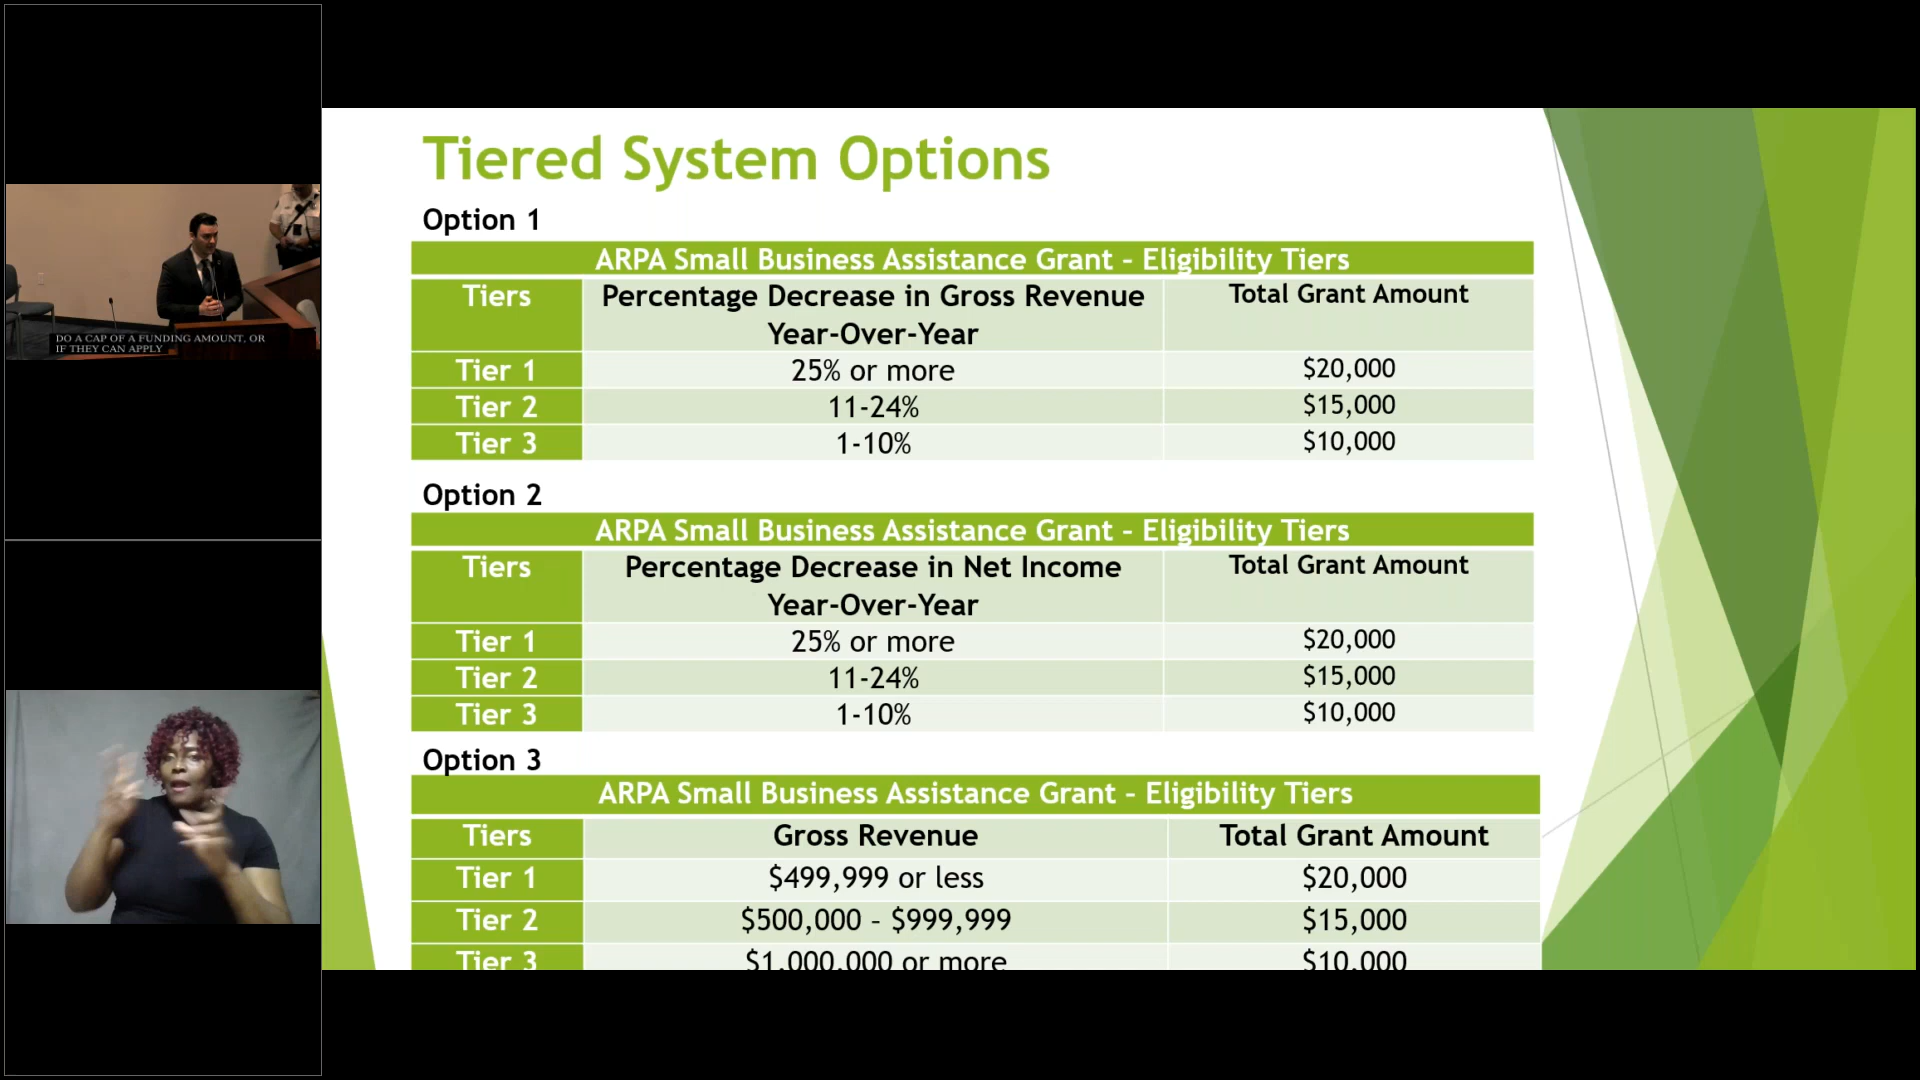 Tiered System Options
Option 1
ARPA Small Business Assistance Grant – Eligibility Tiers
Tiers Percentage Decrease in Gross Revenue Total Grant Amount
Year-Over-Year
Tier 1 25% or more $20,000
Tier 2 11-24% $15,000
Tier 3 1-10% $10,000
Option 2
ARPA Small Business Assistance Grant – Eligibility Tiers
Tiers Percentage Decrease in Net Income Total Grant Amount
Year-Over-Year
Tier 1 25% or more $20,000
Tier 2 11-24% $15,000
Tier 3 1-10% $10,000
Option 3
ARPA Small Business Assistance Grant – Eligibility Tiers
Tiers Gross Revenue Total Grant Amount
Tier 1 $499,999 or less $20,000
Tier 2 $500,000 – $999,999 $15,000
Tier 3 $1,000,000 or more $10,000
DO A CAP OF A FUNDING AMOUNT, OR
IF THEY CAN APPLY